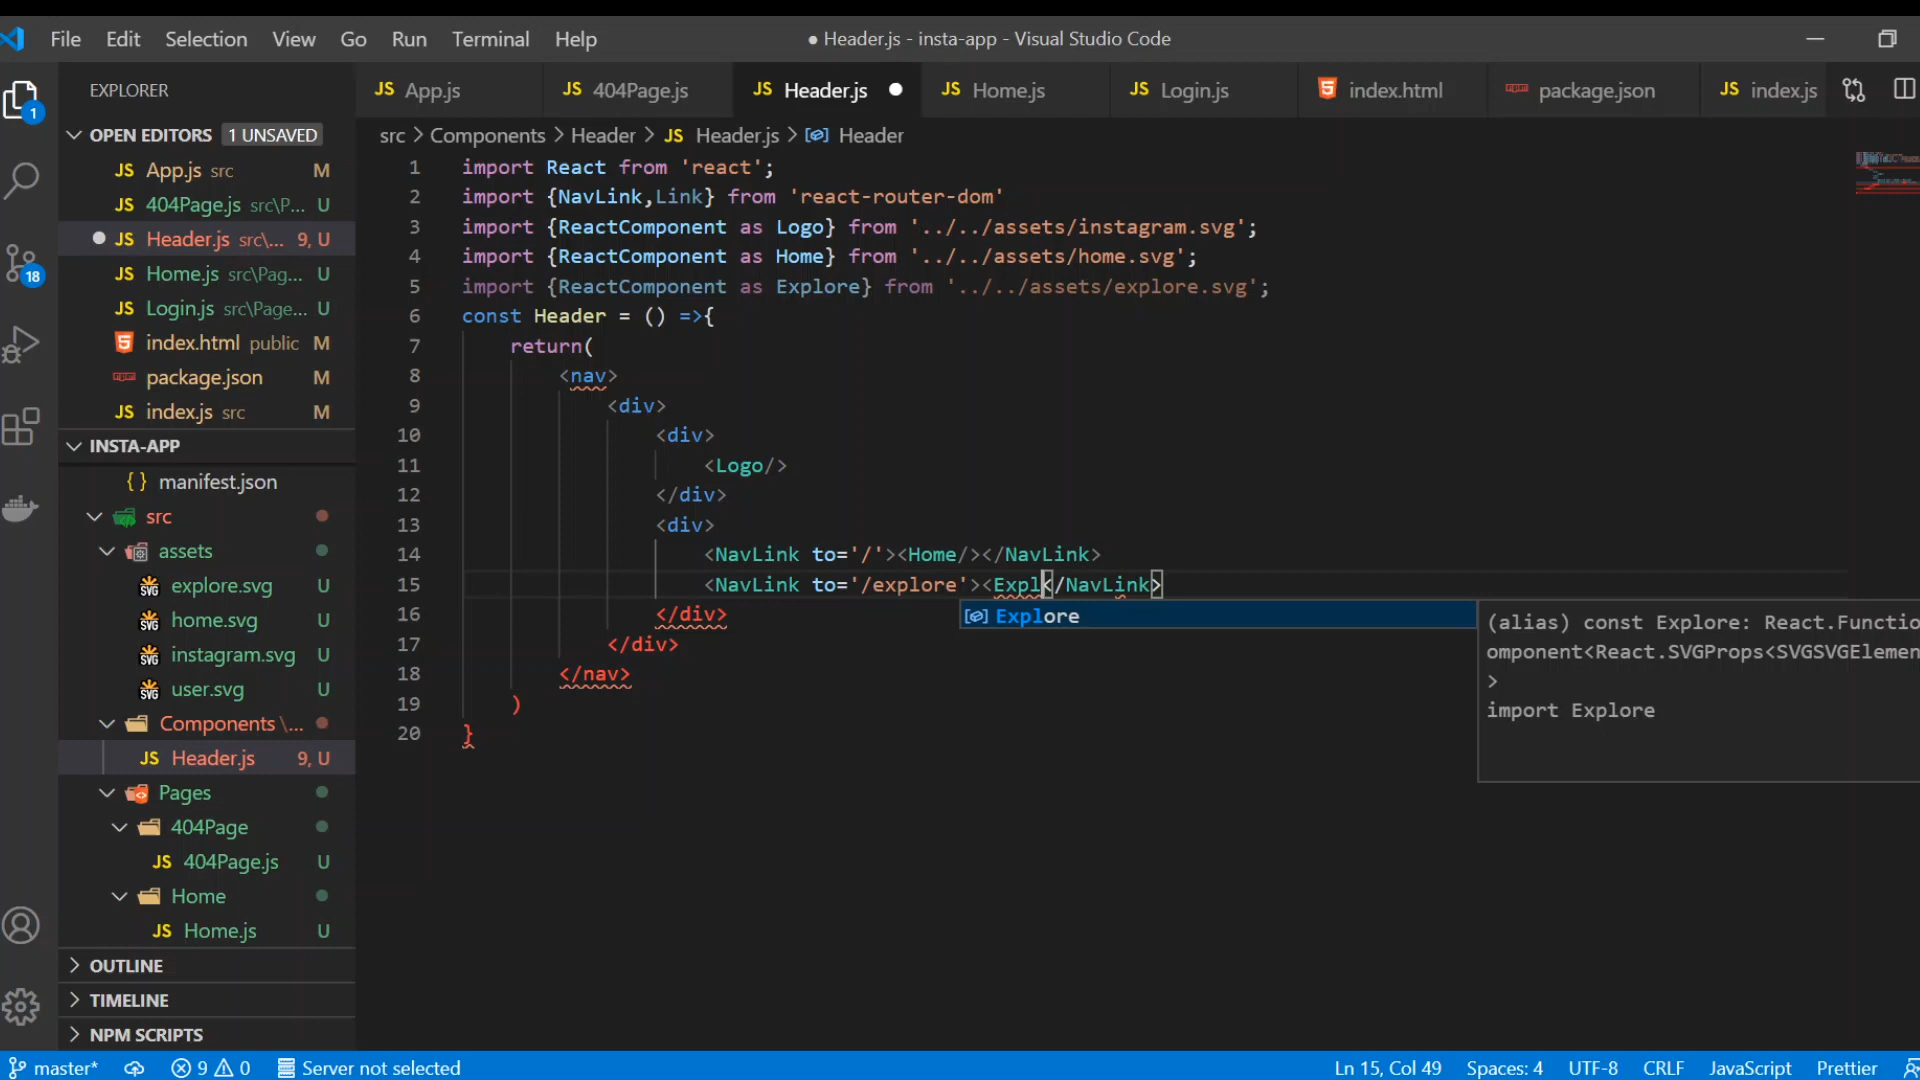 File Edit Selection View Go Run Terminal Help ● Header.js - insta-app - Visual Studio Code
EXPLORER
JS App.js JS 404Page.js JS Header.js ● JS Home.js JS Login.js index.html package.json JS index.js
1
OPEN EDITORS 1 UNSAVED
src > Components > Header > JS Header.js > Header
JS App.js src M
JS 404Page.js src\P... U
● JS Header.js src\... 9, U
JS Home.js src\Pag... U
JS Login.js src\Page... U
index.html public M
package.json M
JS index.js src M
18
INSTA-APP
{} manifest.json
src
assets
explore.svg U
home.svg U
instagram.svg U
user.svg U
Components \...
JS Header.js 9, U
Pages
404Page
JS 404Page.js U
Home
JS Home.js U
OUTLINE
TIMELINE
NPM SCRIPTS
1 import React from 'react';
2 import {NavLink,Link} from 'react-router-dom'
3 import {ReactComponent as Logo} from '../../assets/instagram.svg';
4 import {ReactComponent as Home} from '../../assets/home.svg';
5 import {ReactComponent as Explore} from '../../assets/explore.svg';
6 const Header = () =>{
7 return(
8 <nav>
9 <div>
10 <div>
11 <Logo/>
12 </div>
13 <div>
14 <NavLink to='/'><Home/></NavLink>
15 <NavLink to='/explore'><Expl</NavLink>
16 </div>
17 </div>
18 </nav>
19 )
20 }
Explore
(alias) const Explore: React.Functio
omponent<React.SVGProps<SVGSVGElemen
>
import Explore
master* 9 0 Server not selected Ln 15, Col 49 Spaces: 4 UTF-8 CRLF JavaScript Prettier